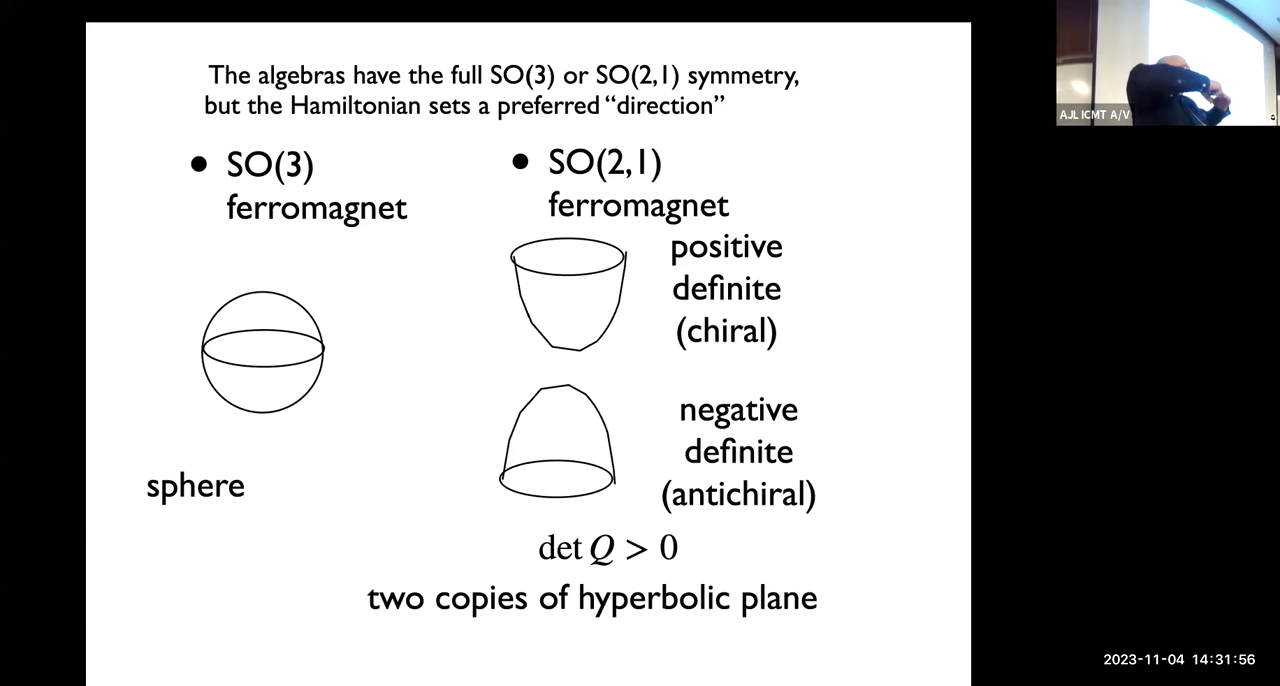 The algebras have the full SO(3) or SO(2,1) symmetry,
but the Hamiltonian sets a preferred “direction”
• SO(3)
ferromagnet
• SO(2,1)
ferromagnet
positive
definite
(chiral)
negative
definite
(antichiral)
sphere
det Q > 0
two copies of hyperbolic plane
AJL ICMT A/V
2023-11-04 14:31:56